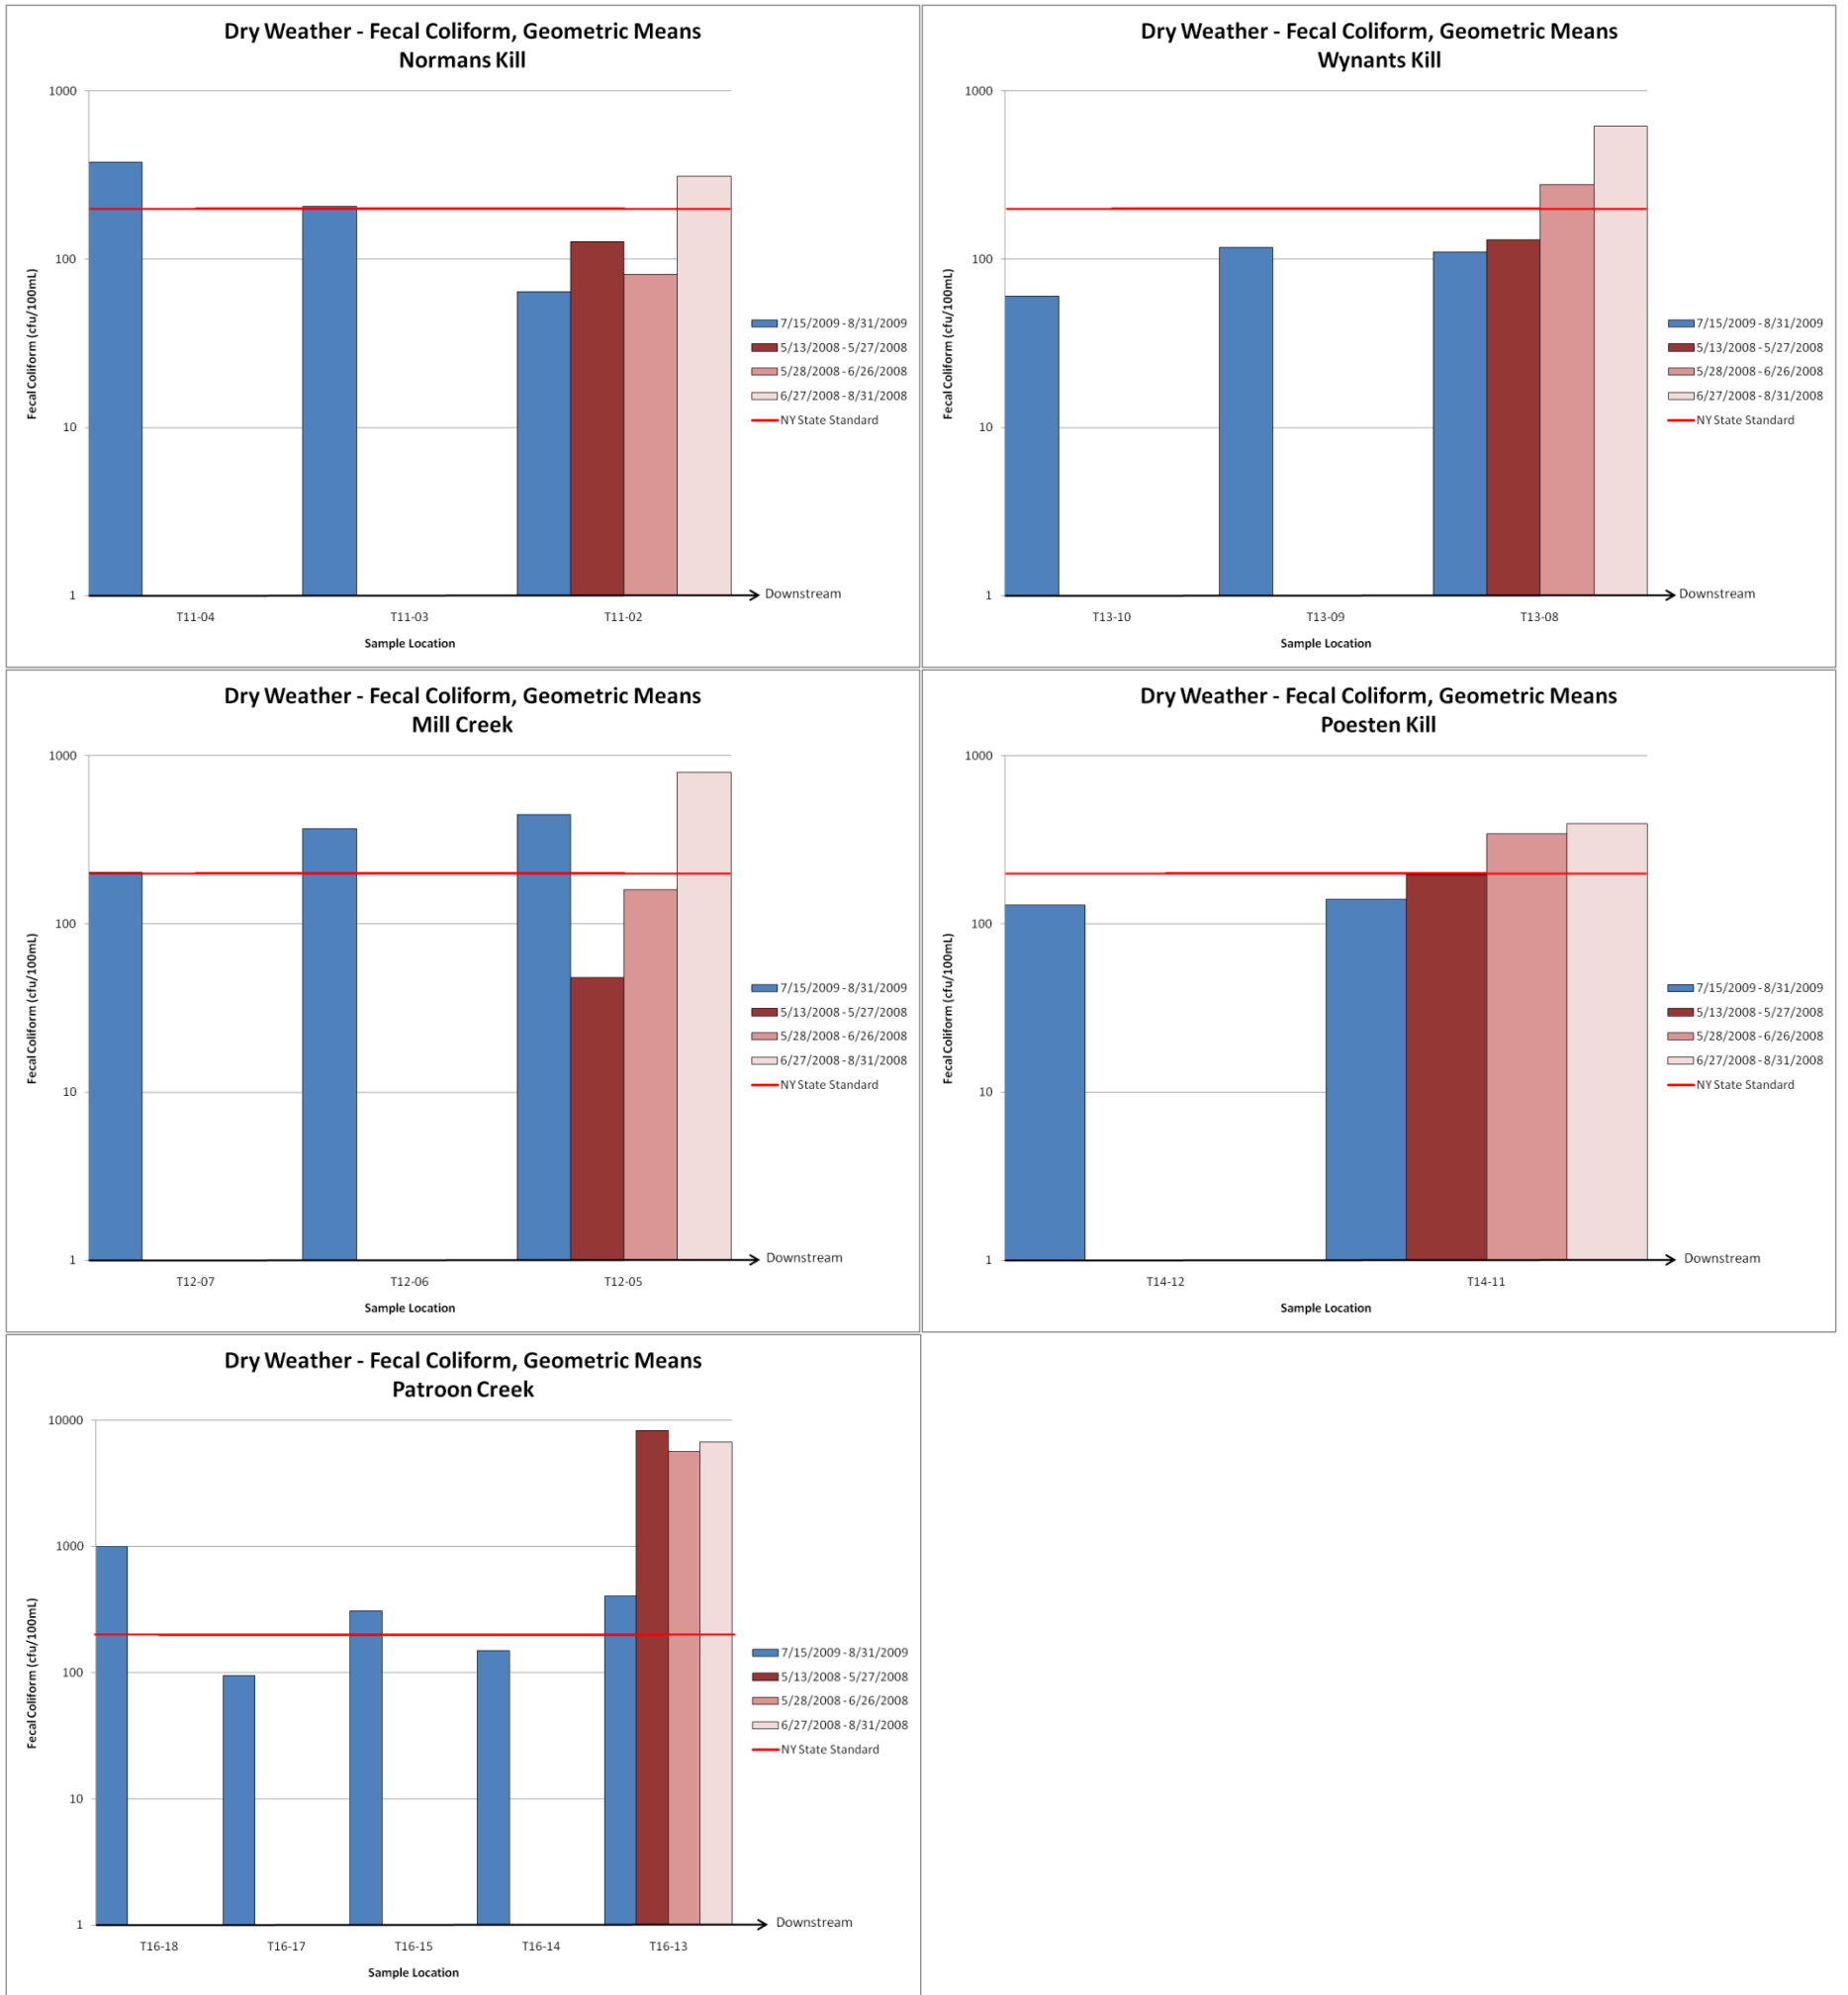 Dry Weather - Fecal Coliform, Geometric Means
Normans Kill
1000
100
10
1
Fecal Coliform (cfu/100mL)
T11-04
T11-03
T11-02
Downstream
Sample Location
7/15/2009 - 8/31/2009
5/13/2008 - 5/27/2008
5/28/2008 - 6/26/2008
6/27/2008 - 8/31/2008
NY State Standard
Dry Weather - Fecal Coliform, Geometric Means
Wynants Kill
1000
100
10
1
Fecal Coliform (cfu/100mL)
T13-10
T13-09
T13-08
Downstream
Sample Location
7/15/2009 - 8/31/2009
5/13/2008 - 5/27/2008
5/28/2008 - 6/26/2008
6/27/2008 - 8/31/2008
NY State Standard
Dry Weather - Fecal Coliform, Geometric Means
Mill Creek
1000
100
10
1
Fecal Coliform (cfu/100mL)
T12-07
T12-06
T12-05
Downstream
Sample Location
7/15/2009 - 8/31/2009
5/13/2008 - 5/27/2008
5/28/2008 - 6/26/2008
6/27/2008 - 8/31/2008
NY State Standard
Dry Weather - Fecal Coliform, Geometric Means
Poesten Kill
1000
100
10
1
Fecal Coliform (cfu/100mL)
T14-12
T14-11
Downstream
Sample Location
7/15/2009 - 8/31/2009
5/13/2008 - 5/27/2008
5/28/2008 - 6/26/2008
6/27/2008 - 8/31/2008
NY State Standard
Dry Weather - Fecal Coliform, Geometric Means
Patroon Creek
10000
1000
100
10
1
Fecal Coliform (cfu/100mL)
T16-18
T16-17
T16-15
T16-14
T16-13
Downstream
Sample Location
7/15/2009 - 8/31/2009
5/13/2008 - 5/27/2008
5/28/2008 - 6/26/2008
6/27/2008 - 8/31/2008
NY State Standard